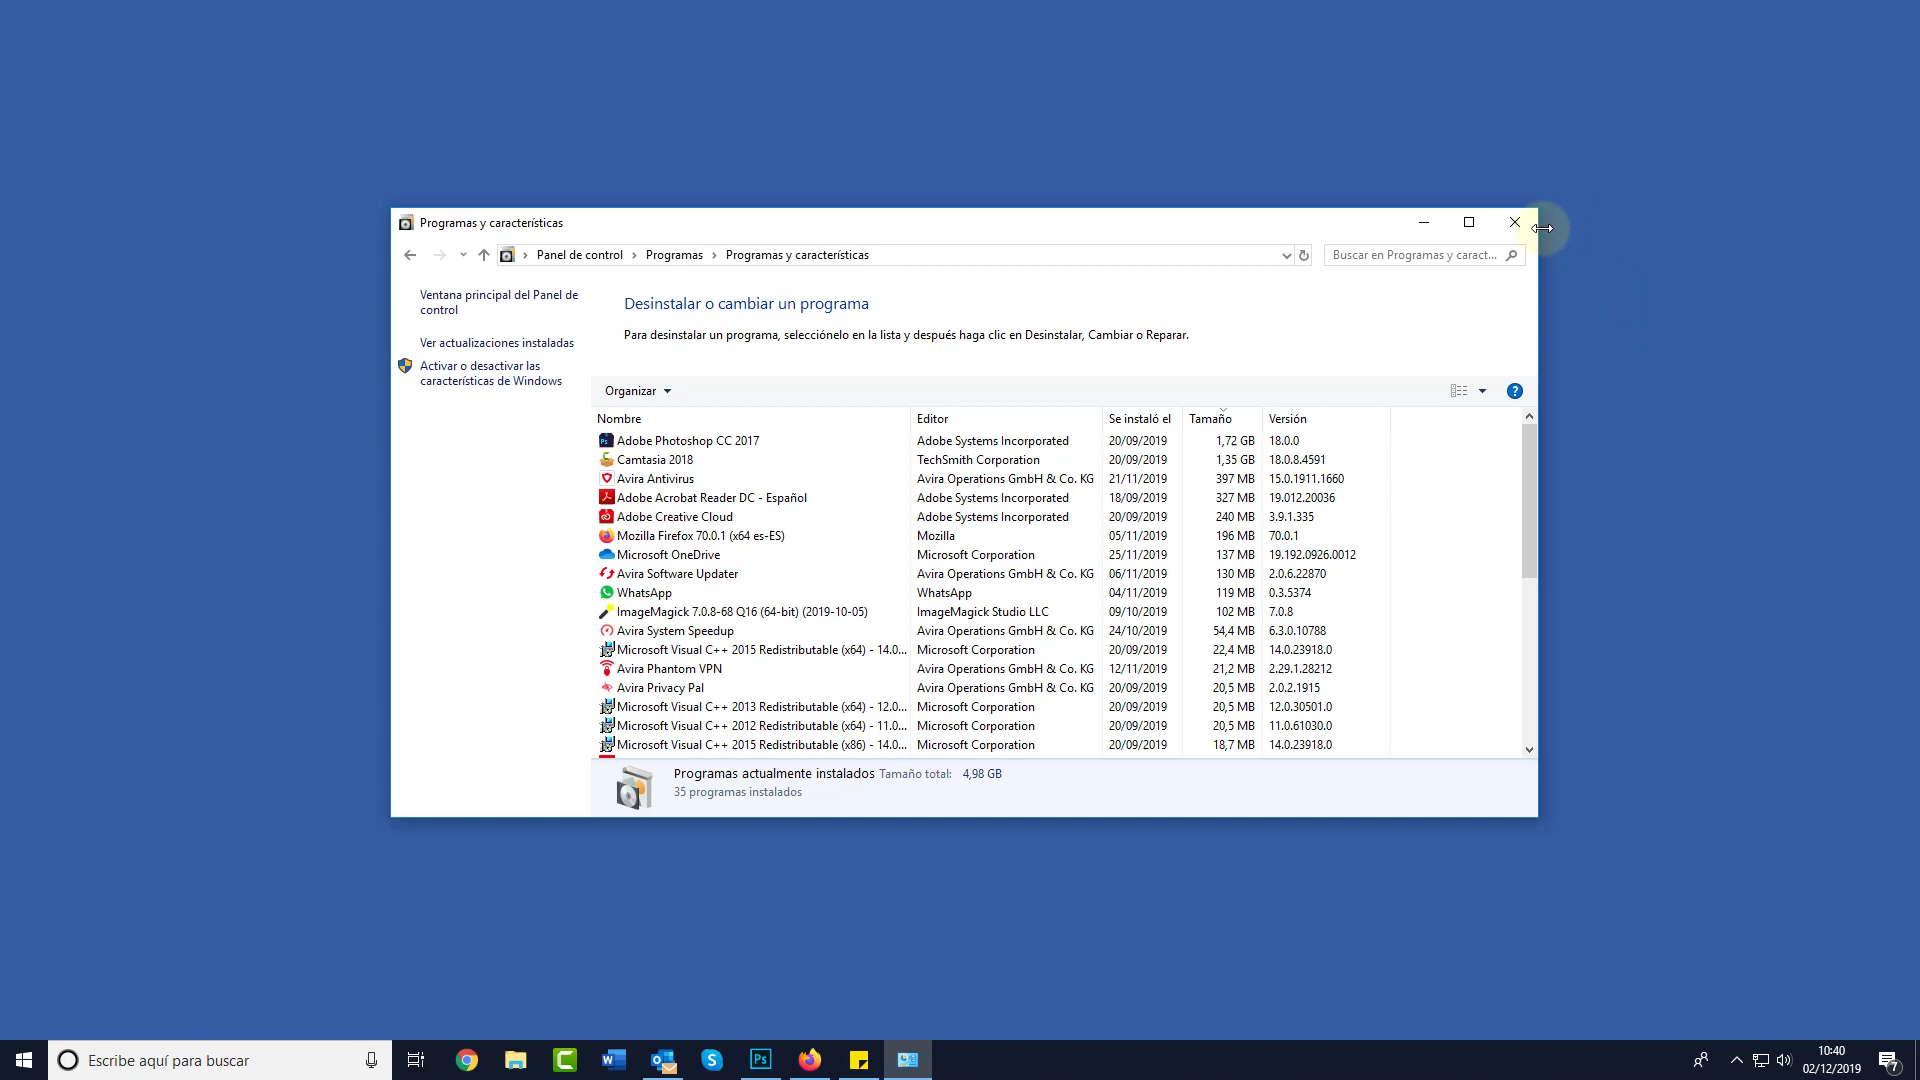 Programas y características
Panel de control Programas Programas y características
Buscar en Programas y caract...
Ventana principal del Panel de
control
Ver actualizaciones instaladas
Activar o desactivar las
características de Windows
Desinstalar o cambiar un programa
Para desinstalar un programa, selecciónelo en la lista y después haga clic en Desinstalar, Cambiar o Reparar.
Organizar
?
Nombre Editor Se instaló el Tamaño Versión
Ps Adobe Photoshop CC 2017 Adobe Systems Incorporated 20/09/2019 1,72 GB 18.0.0
Camtasia 2018 TechSmith Corporation 20/09/2019 1,35 GB 18.0.8.4591
Avira Antivirus Avira Operations GmbH & Co. KG 21/11/2019 397 MB 15.0.1911.1660
Adobe Acrobat Reader DC - Español Adobe Systems Incorporated 18/09/2019 327 MB 19.012.20036
Adobe Creative Cloud Adobe Systems Incorporated 20/09/2019 240 MB 3.9.1.335
Mozilla Firefox 70.0.1 (x64 es-ES) Mozilla 05/11/2019 196 MB 70.0.1
Microsoft OneDrive Microsoft Corporation 25/11/2019 137 MB 19.192.0926.0012
Avira Software Updater Avira Operations GmbH & Co. KG 06/11/2019 130 MB 2.0.6.22870
WhatsApp WhatsApp 04/11/2019 119 MB 0.3.5374
ImageMagick 7.0.8-68 Q16 (64-bit) (2019-10-05) ImageMagick Studio LLC 09/10/2019 102 MB 7.0.8
Avira System Speedup Avira Operations GmbH & Co. KG 24/10/2019 54,4 MB 6.3.0.10788
Microsoft Visual C++ 2015 Redistributable (x64) - 14.0... Microsoft Corporation 20/09/2019 22,4 MB 14.0.23918.0
Avira Phantom VPN Avira Operations GmbH & Co. KG 12/11/2019 21,2 MB 2.29.1.28212
Avira Privacy Pal Avira Operations GmbH & Co. KG 20/09/2019 20,5 MB 2.0.2.1915
Microsoft Visual C++ 2013 Redistributable (x64) - 12.0... Microsoft Corporation 20/09/2019 20,5 MB 12.0.30501.0
Microsoft Visual C++ 2012 Redistributable (x64) - 11.0... Microsoft Corporation 20/09/2019 20,5 MB 11.0.61030.0
Microsoft Visual C++ 2015 Redistributable (x86) - 14.0... Microsoft Corporation 20/09/2019 18,7 MB 14.0.23918.0
Programas actualmente instalados Tamaño total: 4,98 GB
35 programas instalados
Escribe aquí para buscar
Ps
10:40
02/12/2019
7